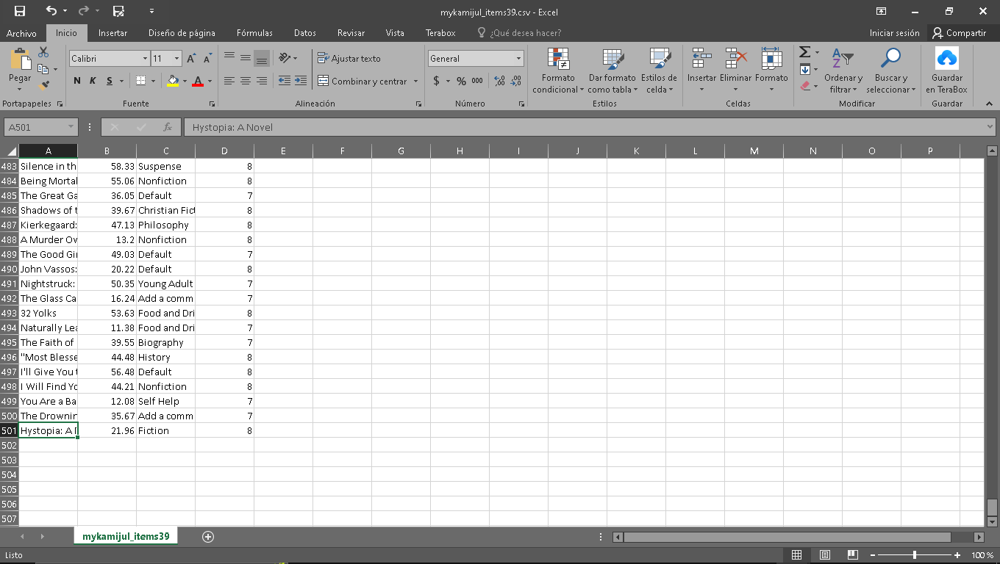 mykamijul_items39.csv - Excel
Archivo Inicio Insertar Diseño de página Fórmulas Datos Revisar Vista Terabox ¿Qué desea hacer? Iniciar sesión Compartir
Pegar
Calibri 11
Ajustar texto
General
N K S
Combinar y centrar
$ % 000
Formato condicional
Dar formato como tabla
Estilos de celda
Insertar Eliminar Formato
Ordenar y filtrar
Buscar y seleccionar
Guardar en TeraBox
Portapapeles Fuente Alineación Número Estilos Celdas Modificar Guardar
A501 fx Hystopia: A Novel
A B C D E F G H I J K L M N O P
483 Silence in th 58.33 Suspense 8
484 Being Mortal 55.06 Nonfiction 8
485 The Great Ga 36.05 Default 7
486 Shadows of t 39.67 Christian Fict 8
487 Kierkegaard: 47.13 Philosophy 8
488 A Murder Ov 13.2 Nonfiction 8
489 The Good Gir 49.03 Default 7
490 John Vassos: 20.22 Default 8
491 Nightstruck: 50.35 Young Adult 7
492 The Glass Ca 16.24 Add a comm 7
493 32 Yolks 53.63 Food and Dri 8
494 Naturally Lea 11.38 Food and Dri 7
495 The Faith of 39.55 Biography 7
496 "Most Blesse 44.48 History 8
497 I'll Give You t 56.48 Default 8
498 I Will Find Yo 44.21 Nonfiction 8
499 You Are a Ba 12.08 Self Help 7
500 The Drownin 35.67 Add a comm 7
501 Hystopia: A N 21.96 Fiction 8
502
503
504
505
506
507
mykamijul_items39
Listo 100 %